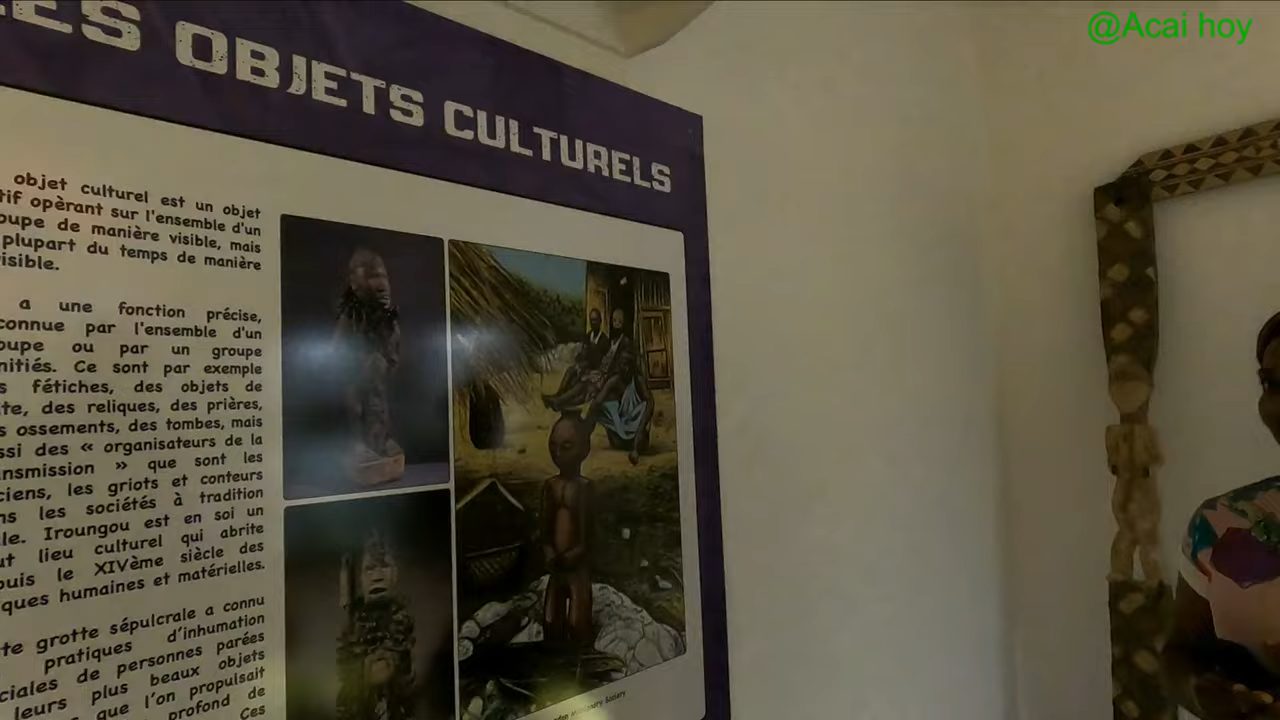 @Acai hoy
ES OBJETS CULTURELS
objet culturel est un objet
tif opèrant sur l'ensemble d'un
oupe de manière visible, mais
plupart du temps de manière
isible.
a une fonction précise,
connue par l'ensemble d'un
oupe ou par un groupe
nitiés. Ce sont par exemple
s fétiches, des objets de
te, des reliques, des prières,
s ossements, des tombes, mais
ssi des « organisateurs de la
nsmission » que sont les
ciens, les griots et conteurs
ns les sociétés à tradition
le. Iroungou est en soi un
ut lieu culturel qui abrite
puis le XIVème siècle des
ques humaines et matérielles.
te grotte sépulcrale a connu
pratiques d'inhumation
ciales de personnes parées
leurs plus beaux objets
que l'on propulsait
profond de
Ces
Missionary Society